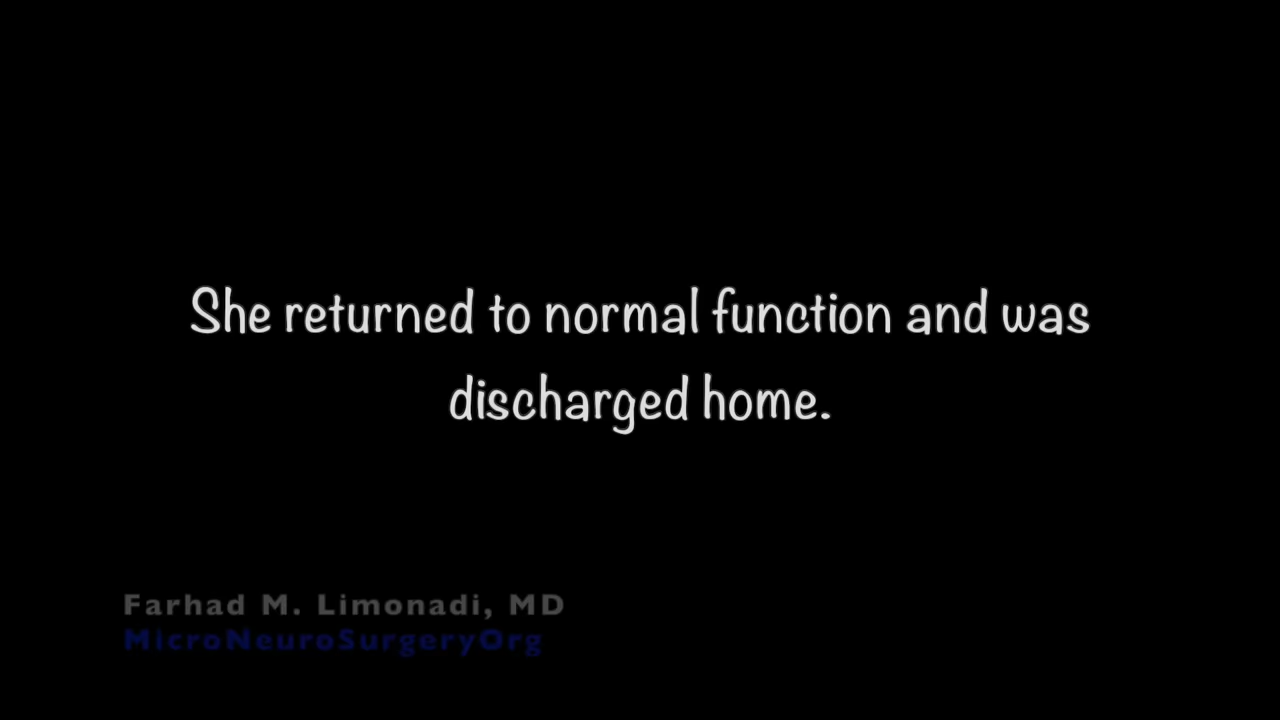 She returned to normal function and was
discharged home.
Farhad M. Limonadi, MD
MicroNeuroSurgeryOrg